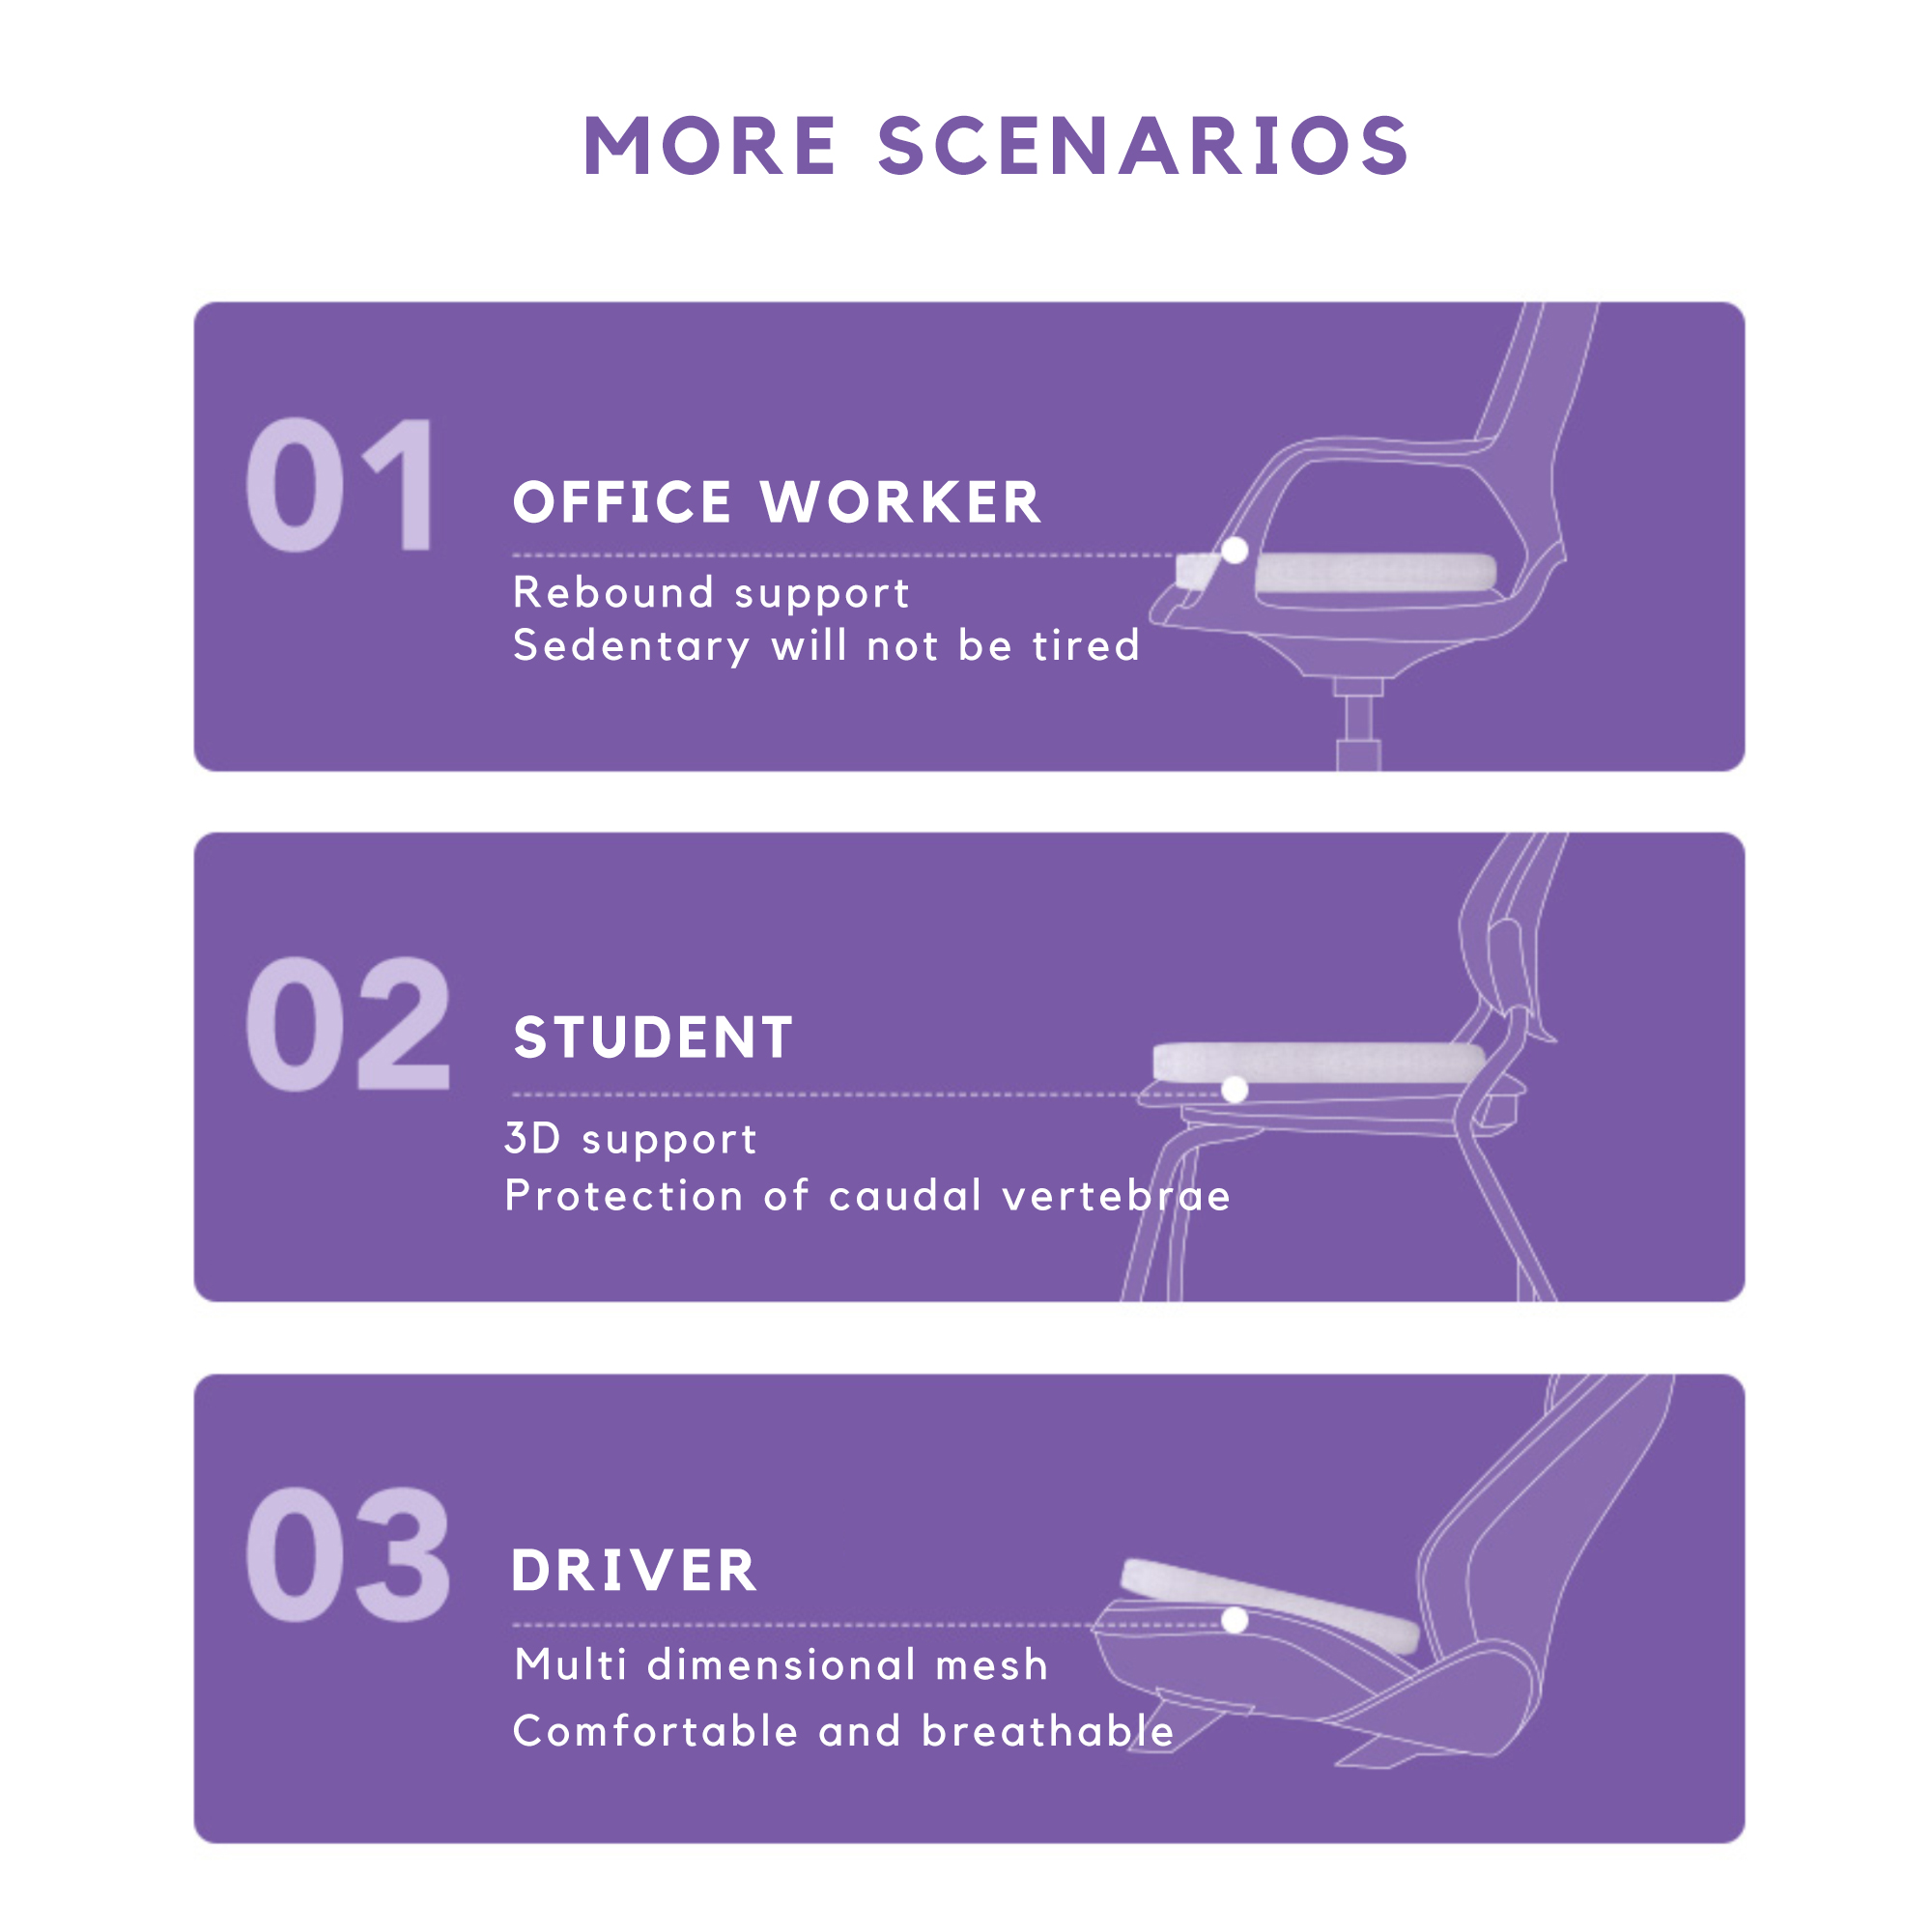 MORE SCENARIOS
01
OFFICE WORKER
Rebound support
Sedentary will not be tired
02
STUDENT
3D support
Protection of caudal vertebrae
03
DRIVER
Multi dimensional mesh
Comfortable and breathable